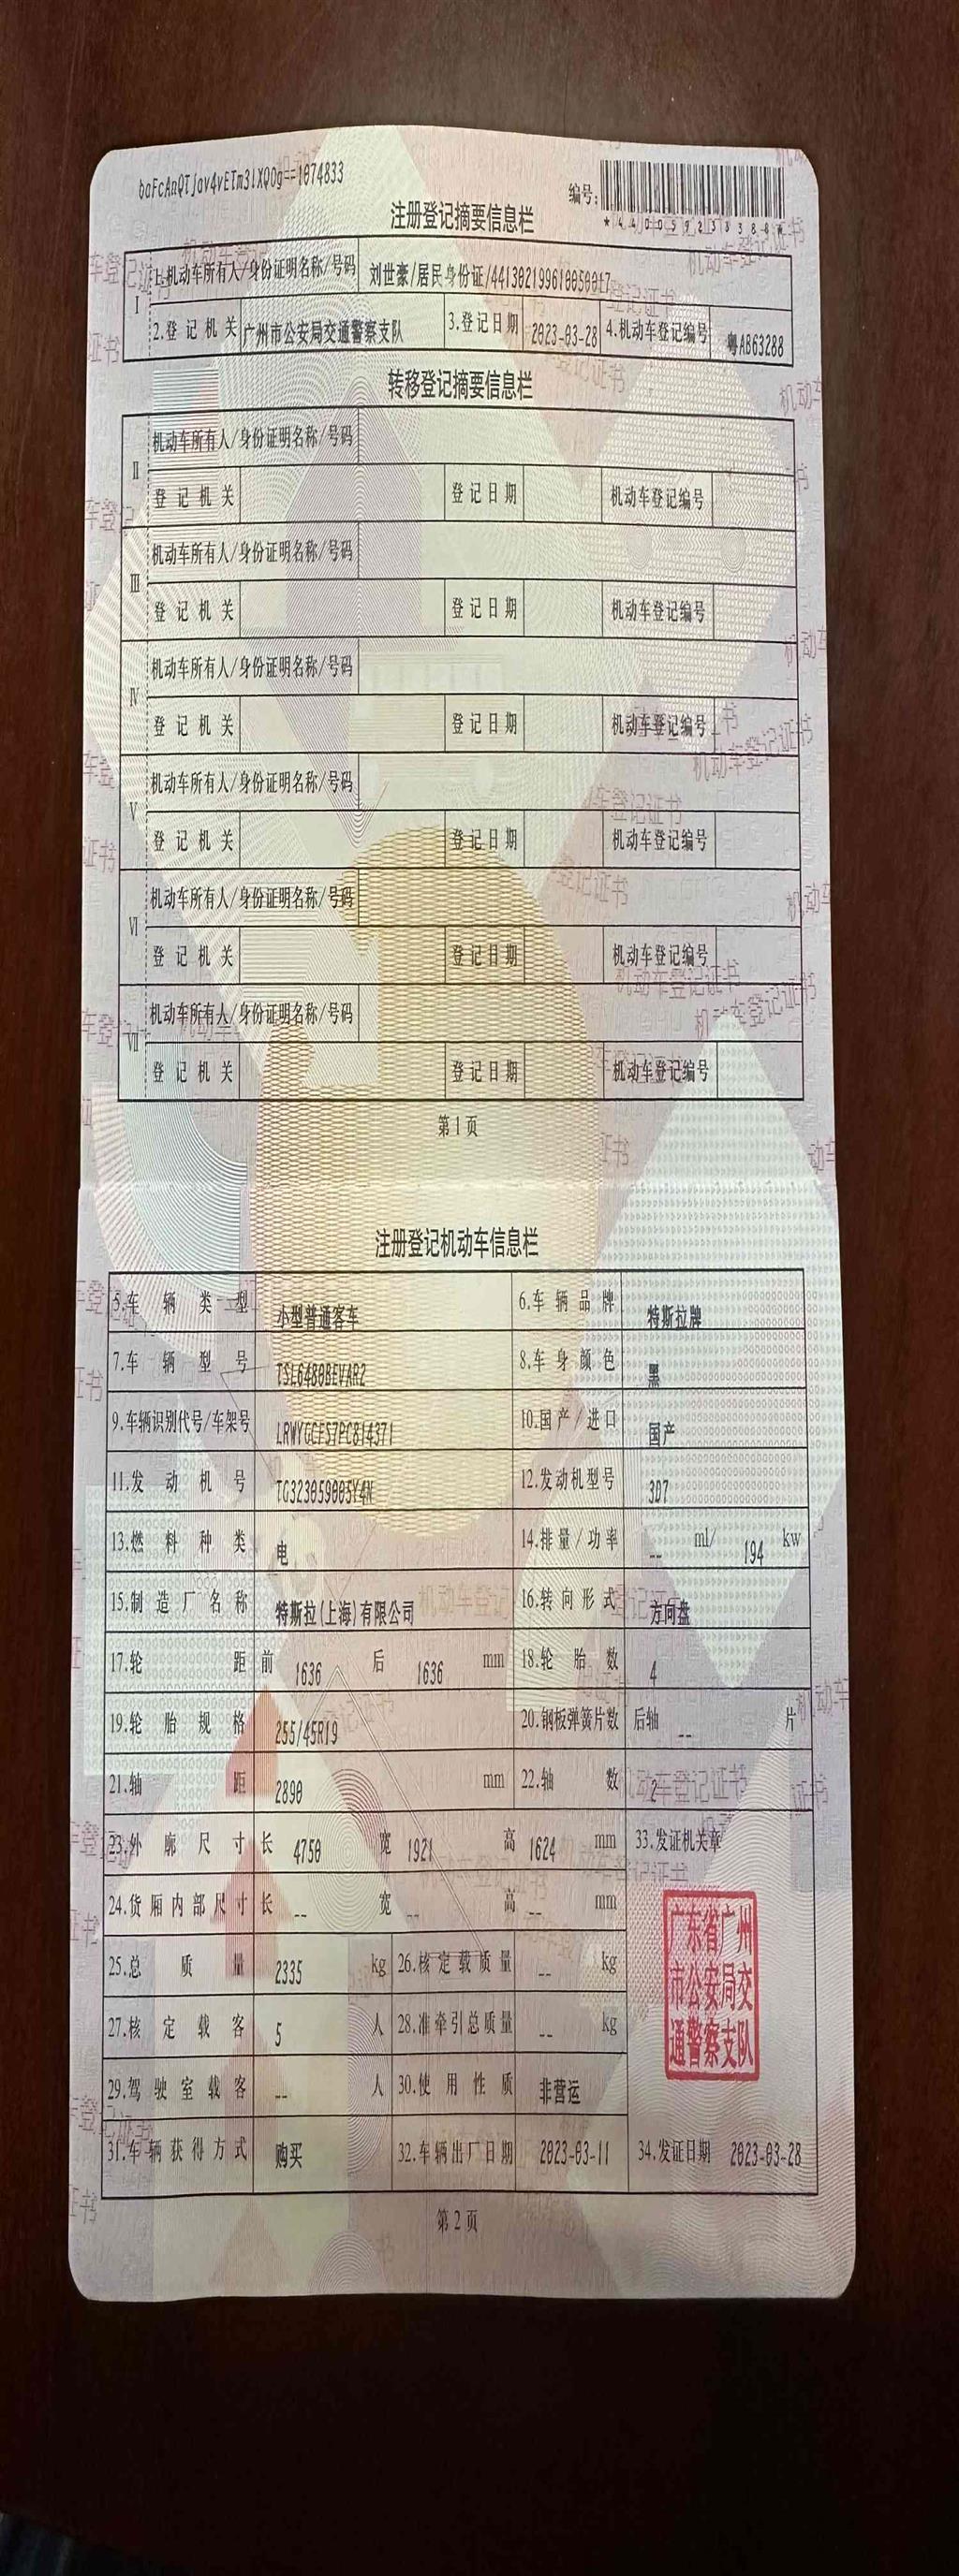 baFcAnQTjav4vETm3lXQ0g==1074833
编号:
*440059233388*
注册登记摘要信息栏
I 1.机动车所有人/身份证明名称/号码 刘世豪/居民身份证/441302199610050017
2.登记机关 广州市公安局交通警察支队 3.登记日期 2023-03-28 4.机动车登记编号 粤A863288
转移登记摘要信息栏
II 机动车所有人/身份证明名称/号码
登记机关 登记日期 机动车登记编号
III 机动车所有人/身份证明名称/号码
登记机关 登记日期 机动车登记编号
IV 机动车所有人/身份证明名称/号码
登记机关 登记日期 机动车登记编号
V 机动车所有人/身份证明名称/号码
登记机关 登记日期 机动车登记编号
VI 机动车所有人/身份证明名称/号码
登记机关 登记日期 机动车登记编号
VII 机动车所有人/身份证明名称/号码
登记机关 登记日期 机动车登记编号
第1页
注册登记机动车信息栏
5.车辆类型 小型普通客车 6.车辆品牌 特斯拉牌
7.车辆型号 TSL6480BEVAR2 8.车身颜色 黑
9.车辆识别代号/车架号 LRWYGCFS7PC814371 10.国产/进口 国产
11.发动机号 TG323059005Y4N 12.发动机型号 3D7
13.燃料种类 电 14.排量/功率 -- ml/ 194 kw
15.制造厂名称 特斯拉(上海)有限公司 16.转向形式 方向盘
17.轮距 前 1636 后 1636 mm 18.轮胎数 4
19.轮胎规格 255/45R19 20.钢板弹簧片数 后轴 -- 片
21.轴距 2890 mm 22.轴数 2
23.外廓尺寸 长 4750 宽 1921 高 1624 mm 33.发证机关章
24.货厢内部尺寸 长 -- 宽 -- 高 -- mm
广东省广州
市公安局交
通警察支队
25.总质量 2335 kg 26.核定载质量 -- kg
27.核定载客 5 人 28.准牵引总质量 -- kg
29.驾驶室载客 -- 人 30.使用性质 非营运
31.车辆获得方式 购买 32.车辆出厂日期 2023-03-11 34.发证日期 2023-03-28
第2页